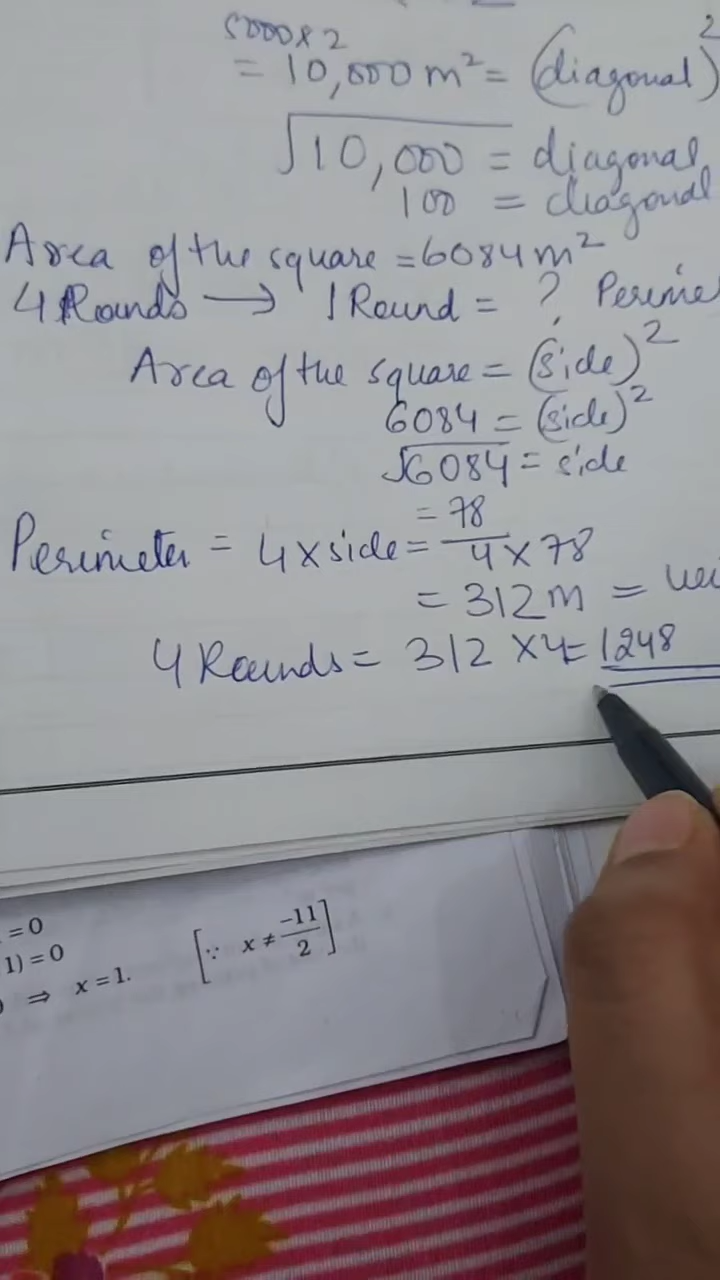 5000 × 2
= 10,000 m² = (diagonal)²
√10,000 = diagonal
100 = diagonal
Area of the square = 6084 m²
4 Rounds → 1 Round = ?
Area of the square = (side)²
6084 = (side)²
√6084 = side
= 78
Perimeter = 4 × side = 4 × 78
= 312 m =
4 Rounds = 312 × 4 = 1248
= 0
1) = 0
⇒ x = 1. [∵ x ≠ -11/2]